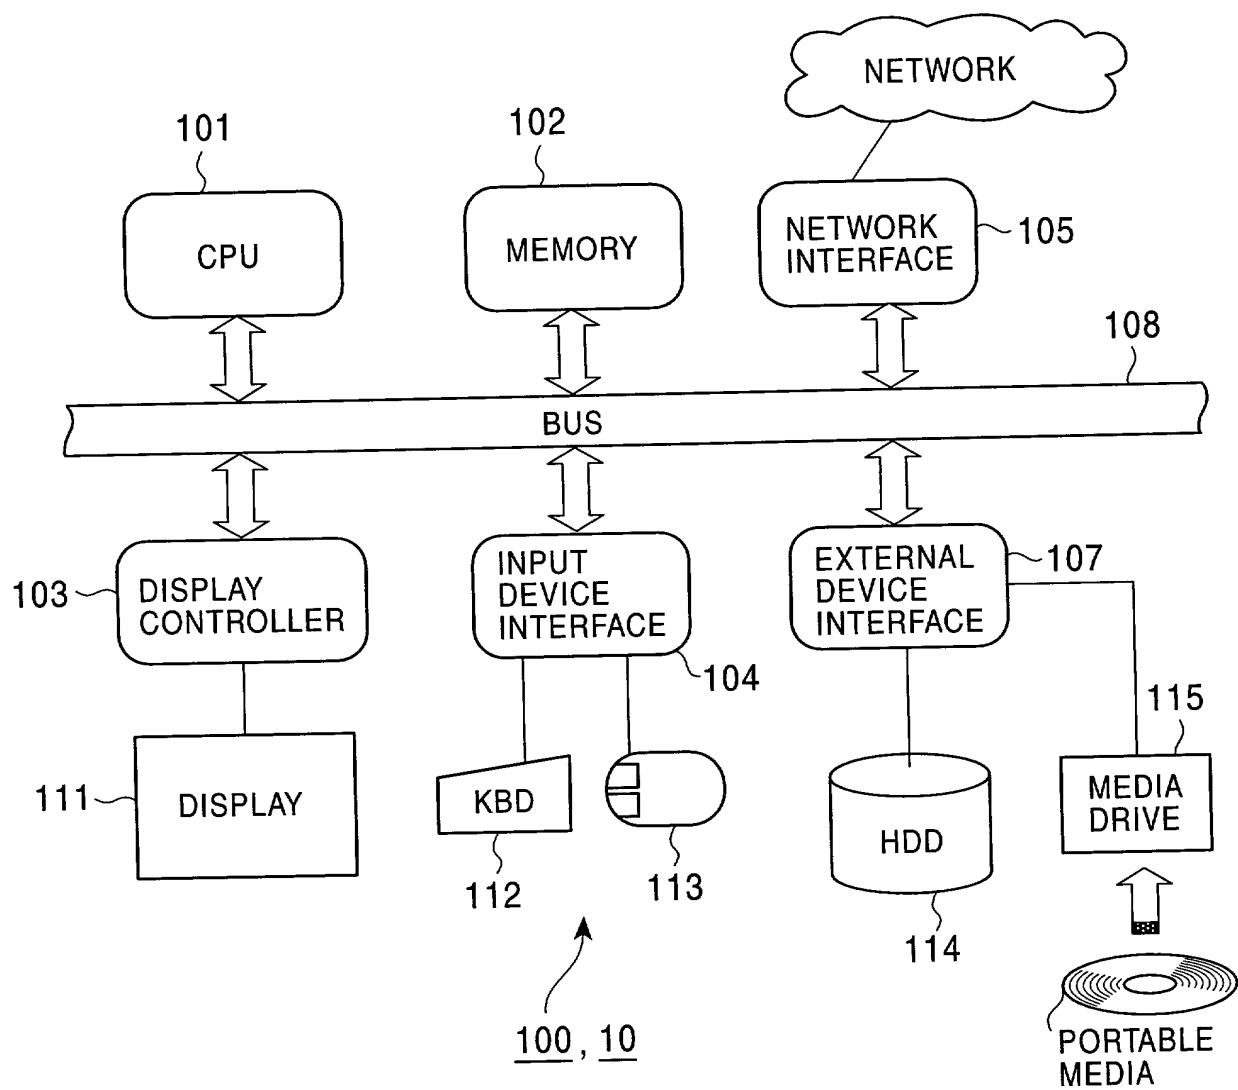 NETWORK
101
102
CPU
MEMORY
NETWORK
INTERFACE
105
108
BUS
103
DISPLAY
CONTROLLER
INPUT
DEVICE
INTERFACE
104
EXTERNAL
DEVICE
INTERFACE
107
115
111
DISPLAY
KBD
112
113
HDD
114
MEDIA
DRIVE
100, 10
PORTABLE
MEDIA